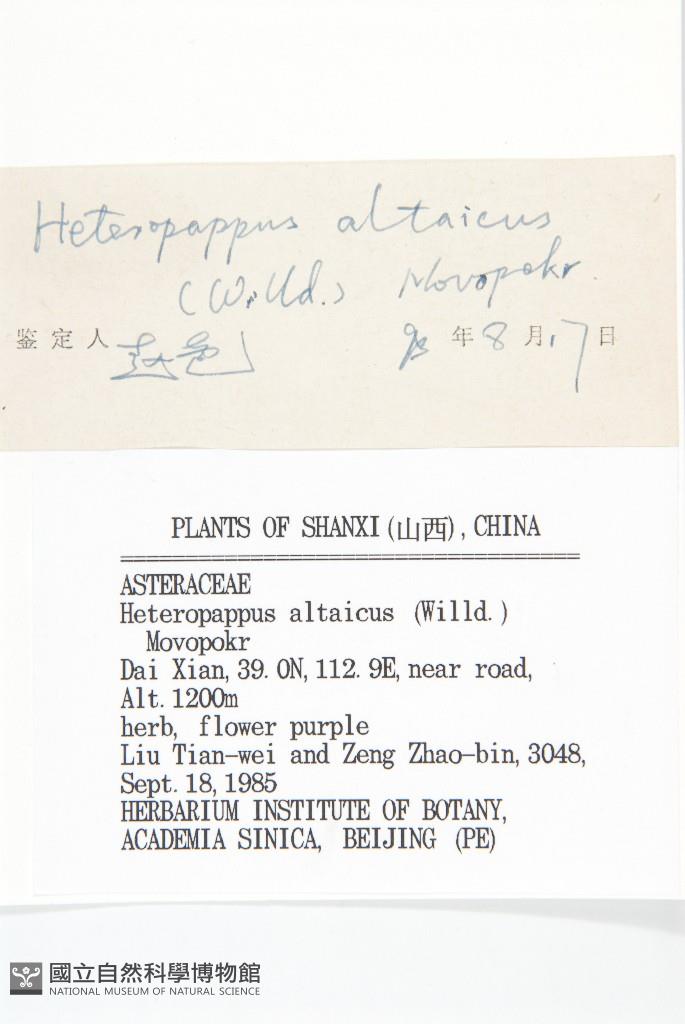 Heteropappus altaicus
(Willd.) Movopokr.
鉴定人 93年8月17日
PLANTS OF SHANXI(山西), CHINA
ASTERACEAE
Heteropappus altaicus (Willd.)
Movopokr
Dai Xian, 39.0N, 112.9E, near road,
Alt. 1200m
herb, flower purple
Liu Tian-wei and Zeng Zhao-bin, 3048,
Sept. 18, 1985
HERBARIUM INSTITUTE OF BOTANY,
ACADEMIA SINICA, BEIJING (PE)
國立自然科學博物館
NATIONAL MUSEUM OF NATURAL SCIENCE